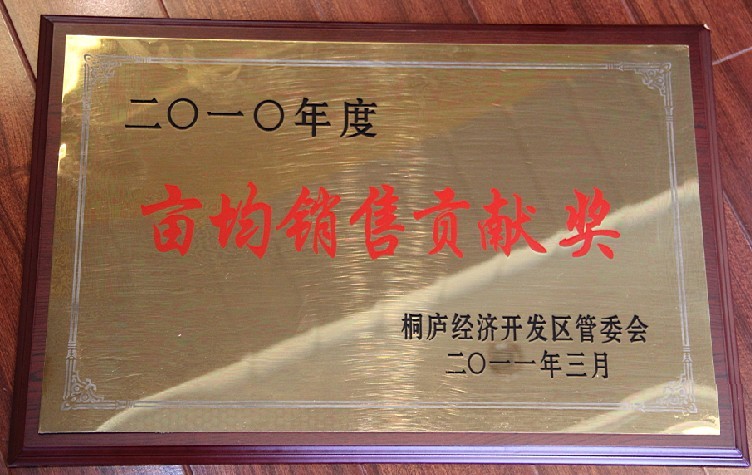 二〇一〇年度
亩均销售贡献奖
桐庐经济开发区管委会
二〇一一年三月